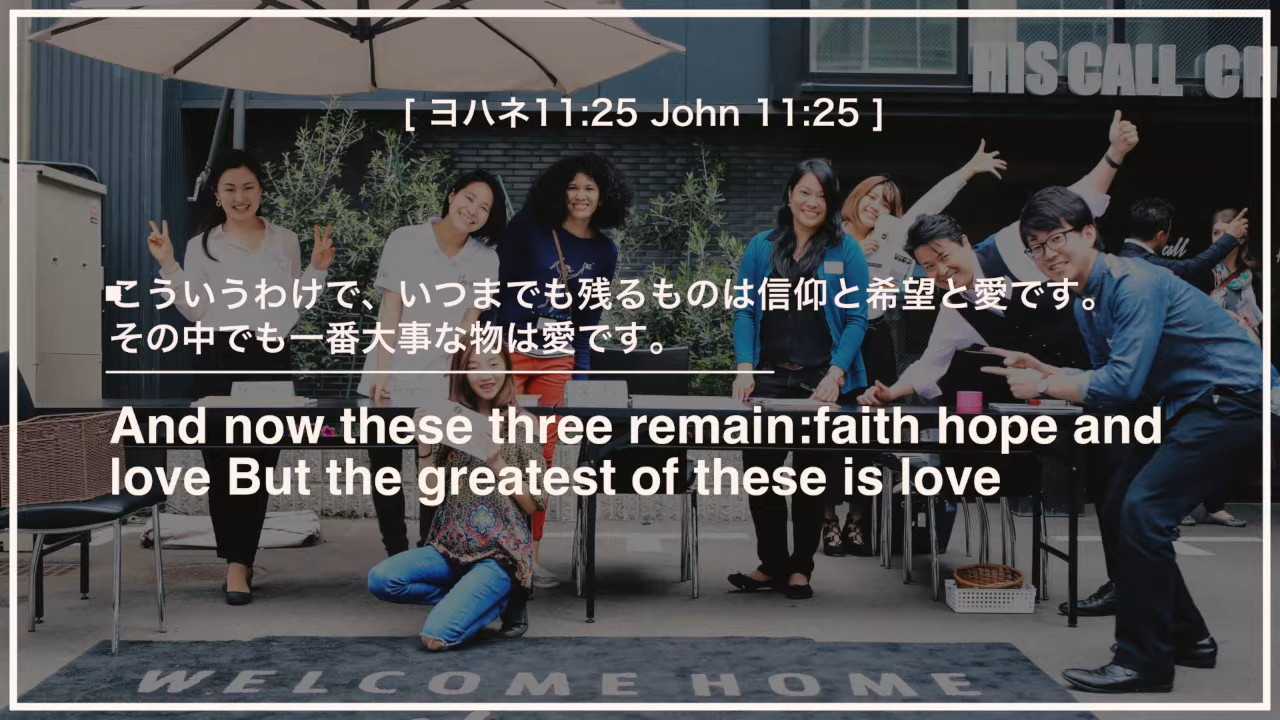 HIS CALL CH
[ ヨハネ11:25 John 11:25 ]
call
こういうわけで、いつまでも残るものは信仰と希望と愛です。
その中でも一番大事な物は愛です。
And now these three remain:faith hope and
love But the greatest of these is love
WELCOME HOME